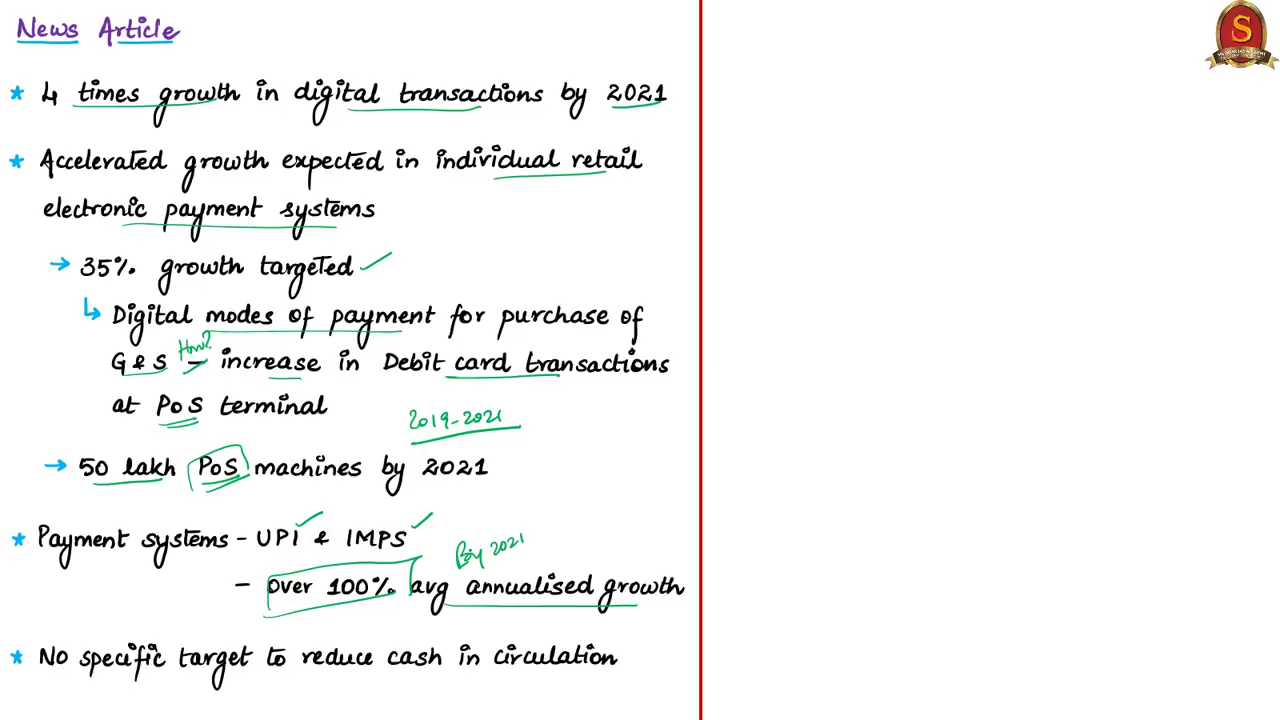 News Article
* 4 times growth in digital transactions by 2021
* Accelerated growth expected in individual retail
electronic payment systems
→ 35% growth targeted ✓
↳ Digital modes of payment for purchase of
How?
G & S – increase in Debit card transactions
at PoS terminal
2019-2021
→ 50 lakh PoS machines by 2021
* Payment systems - UPI & IMPS
By 2021
- over 100% avg annualised growth
* No specific target to reduce cash in circulation
S